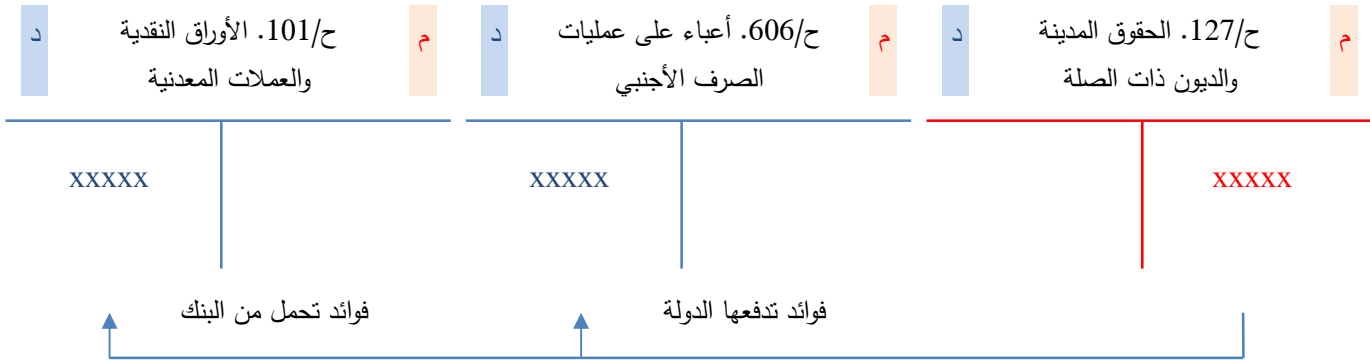 م ح/127. الحقوق المدينة د م ح/606. أعباء على عمليات د م ح/101. الأوراق النقدية د
والديون ذات الصلة الصرف الأجنبي والعملات المعدنية
xxxxx xxxxx xxxxx
فوائد تدفعها الدولة فوائد تحمل من البنك